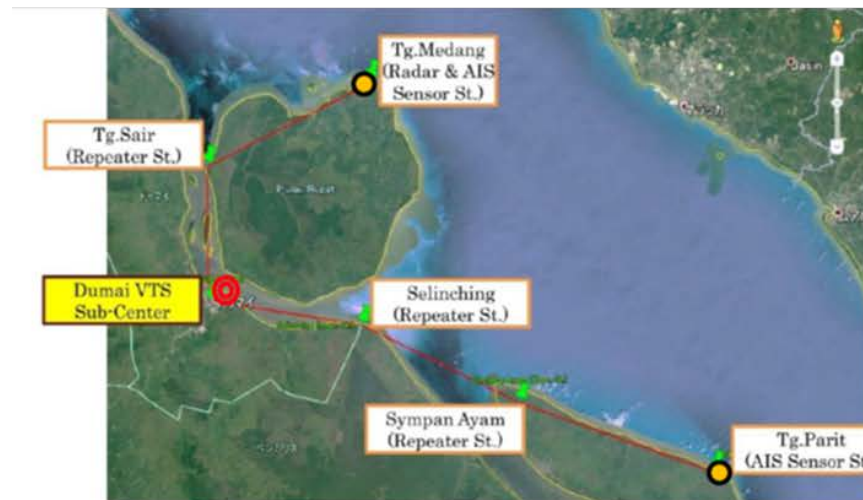 Tg.Medang
(Radar & AIS
Sensor St.)
Tg.Sair
(Repeater St.)
Dumai VTS
Sub-Center
Selinching
(Repeater St.)
Sympan Ayam
(Repeater St.)
Tg.Parit
(AIS Sensor St